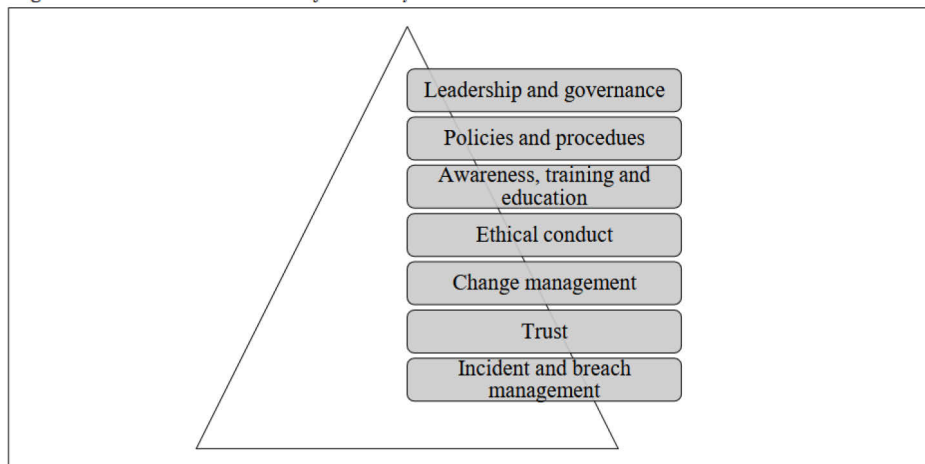 Leadership and governance
Policies and procedues
Awareness, training and
education
Ethical conduct
Change management
Trust
Incident and breach
management